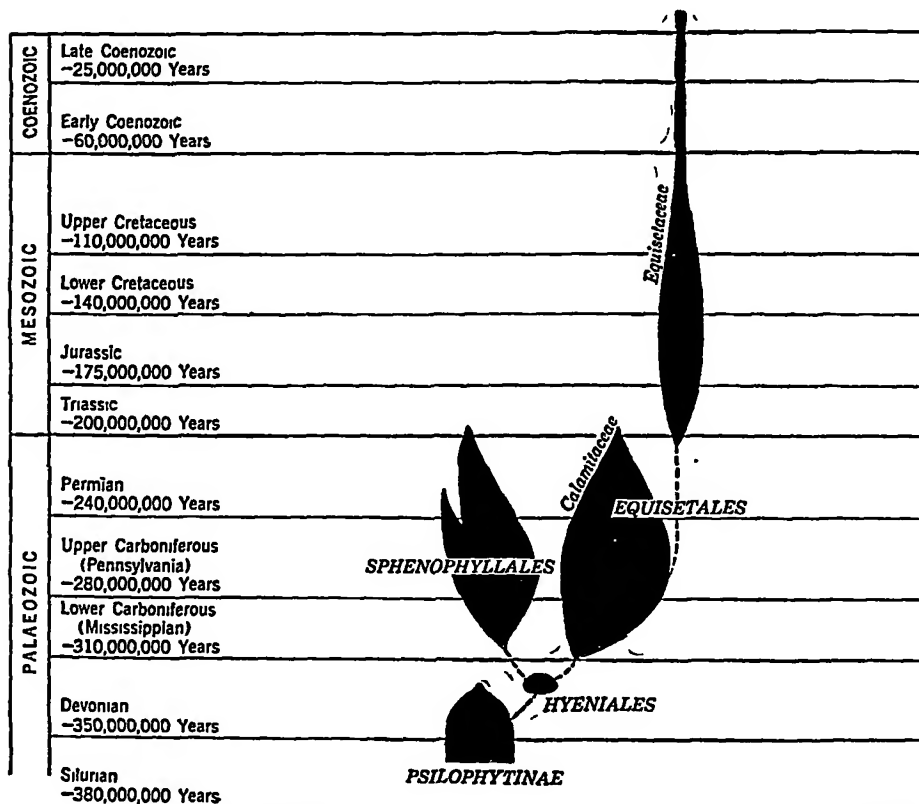 COENOZOIC
Late Coenozoic
-25,000,000 Years
Early Coenozoic
-60,000,000 Years
MESOZOIC
Upper Cretaceous
-110,000,000 Years
Lower Cretaceous
-140,000,000 Years
Jurassic
-175,000,000 Years
Triassic
-200,000,000 Years
PALAEOZOIC
Permian
-240,000,000 Years
Upper Carboniferous
(Pennsylvania)
-280,000,000 Years
Lower Carboniferous
(Mississippian)
-310,000,000 Years
Devonian
-350,000,000 Years
Silurian
-380,000,000 Years
Equisetaceae
Calamitaceae
EQUISETALES
SPHENOPHYLLALES
HYENIALES
PSILOPHYTINAE